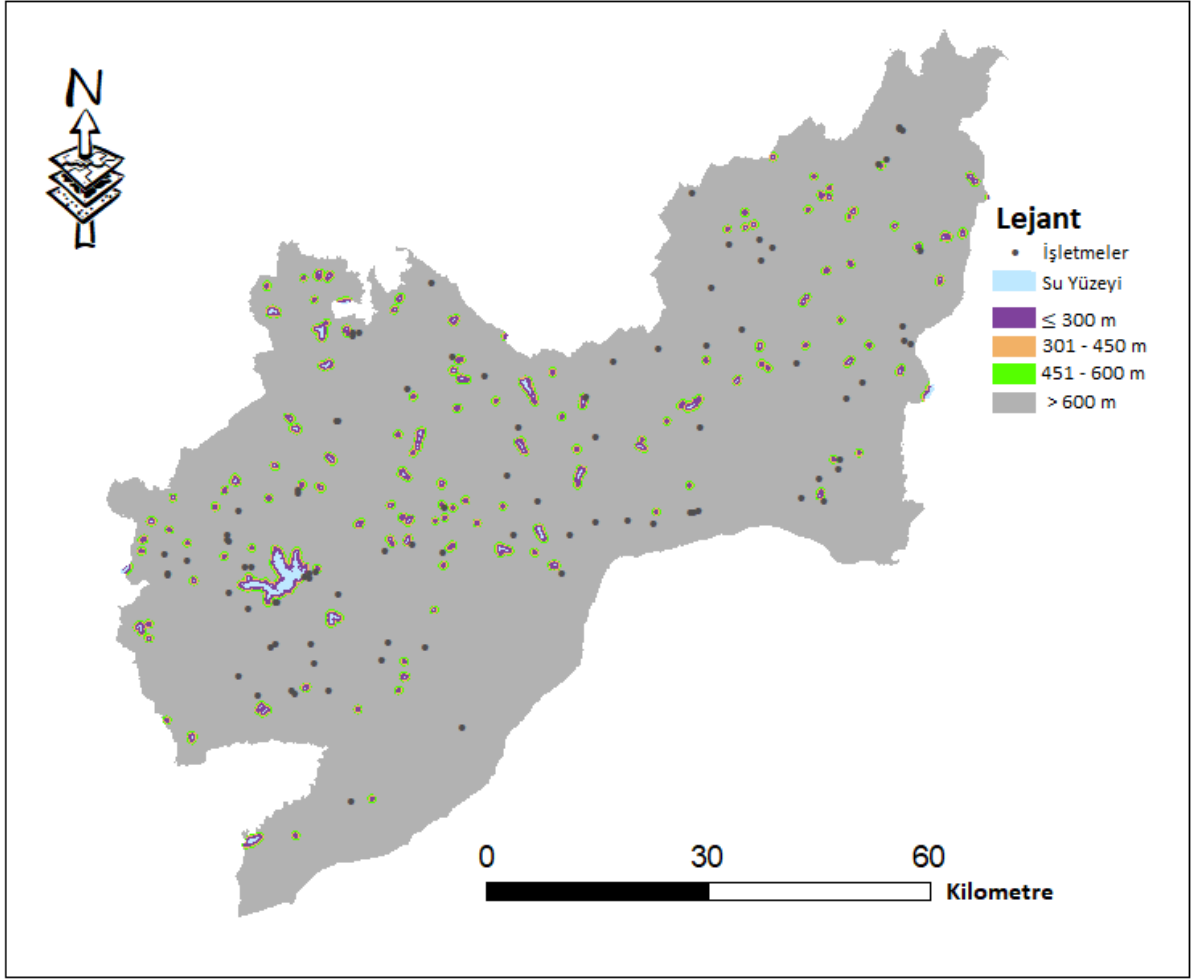 N
Lejant
İşletmeler
Su Yüzeyi
≤ 300 m
301 - 450 m
451 - 600 m
> 600 m
0 30 60
Kilometre